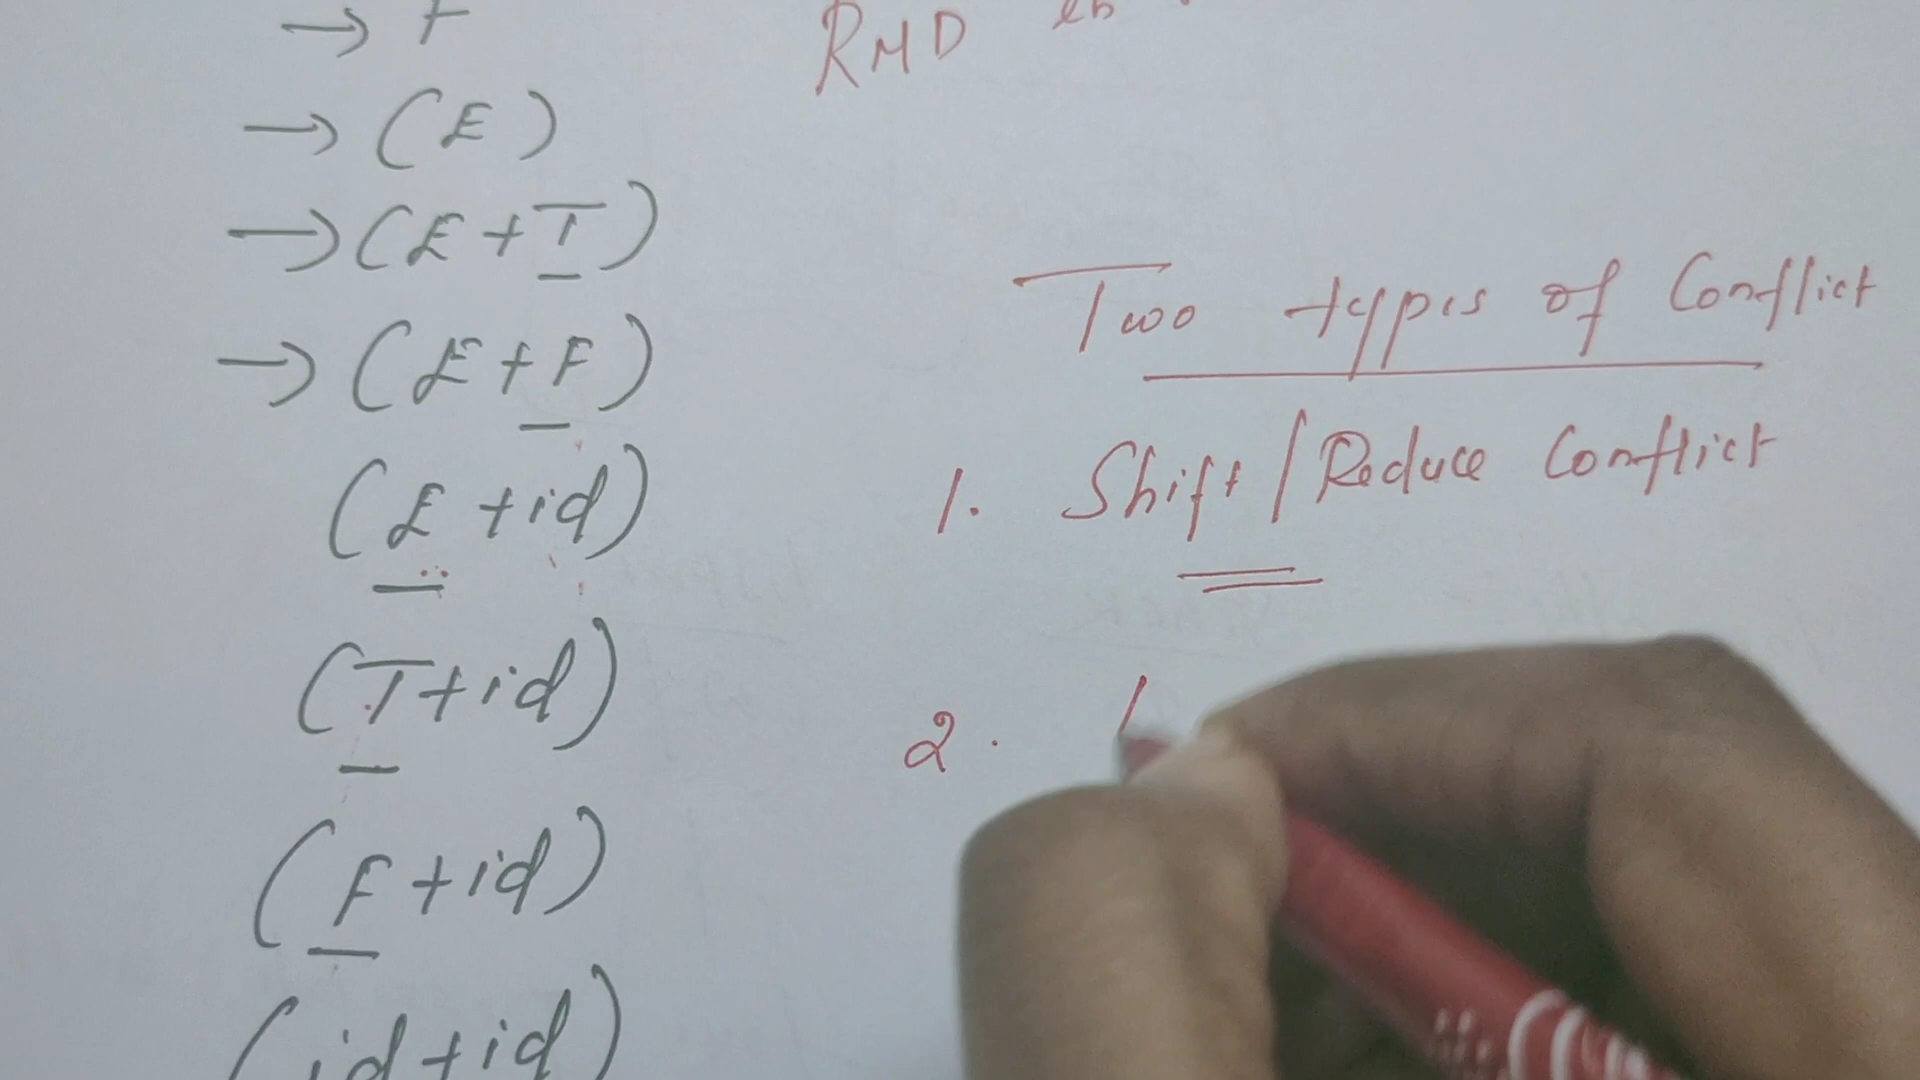 → F
→ (E)
→ (E + T)
→ (E + F)
(E + id)
(T + id)
(F + id)
(id + id)
RMD
Two types of Conflict
1. Shift / Reduce Conflict
2.